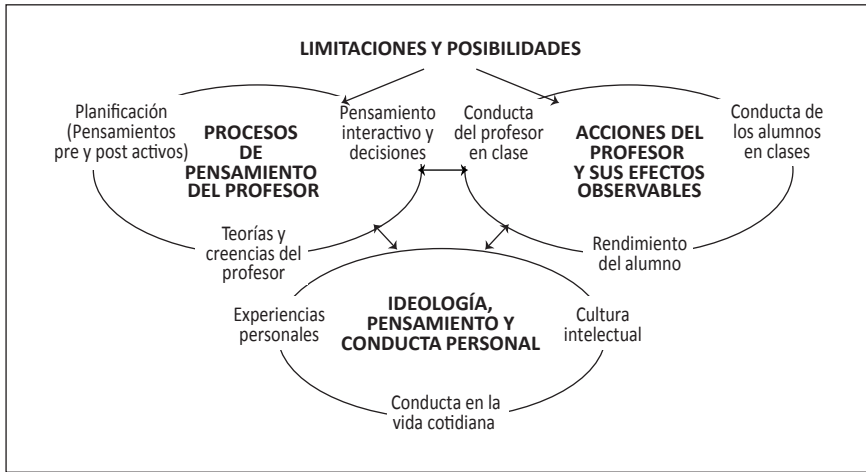 LIMITACIONES Y POSIBILIDADES
Planificación
(Pensamientos
pre y post activos)
PROCESOS
DE
PENSAMIENTO
DEL PROFESOR
Pensamiento
interactivo y
decisiones
Teorías y
creencias del
profesor
Conducta
del profesor
en clase
ACCIONES DEL
PROFESOR
Y SUS EFECTOS
OBSERVABLES
Conducta de
los alumnos
en clases
Rendimiento
del alumno
Experiencias
personales
IDEOLOGÍA,
PENSAMIENTO Y
CONDUCTA PERSONAL
Cultura
intelectual
Conducta en la
vida cotidiana